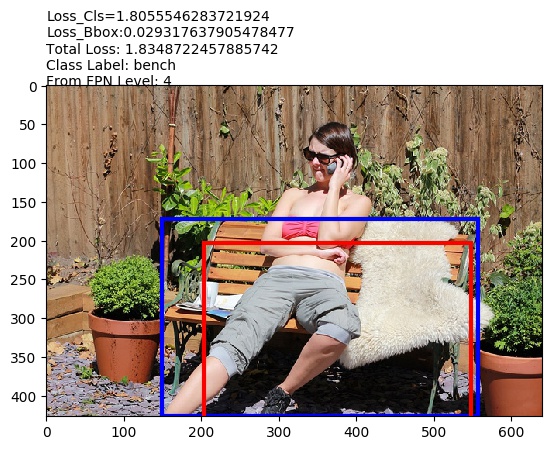 Loss_Cls=1.8055546283721924
Loss_Bbox:0.029317637905478477
Total Loss: 1.8348722457885742
Class Label: bench
From FPN Level: 4
0
50
100
150
200
250
300
350
400
0 100 200 300 400 500 600